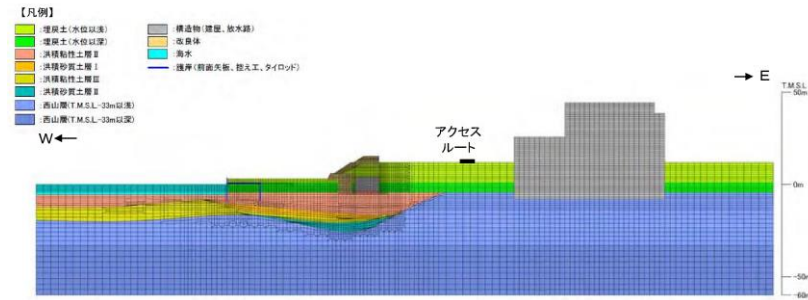 【凡例】
:埋戻土(水位以浅)
:埋戻土(水位以深)
:洪積粘性土層Ⅱ
:洪積砂質土層Ⅰ
:洪積粘性土層Ⅲ
:洪積砂質土層Ⅱ
:西山層(T.M.S.L.-33m以浅)
:西山層(T.M.S.L.-33m以深)
:構造物(建屋、放水路)
:改良体
:海水
:護岸(前面矢板、控え工、タイロッド)
W
E
アクセス
ルート
T.M.S.L.
50m
0m
-50m
-60m